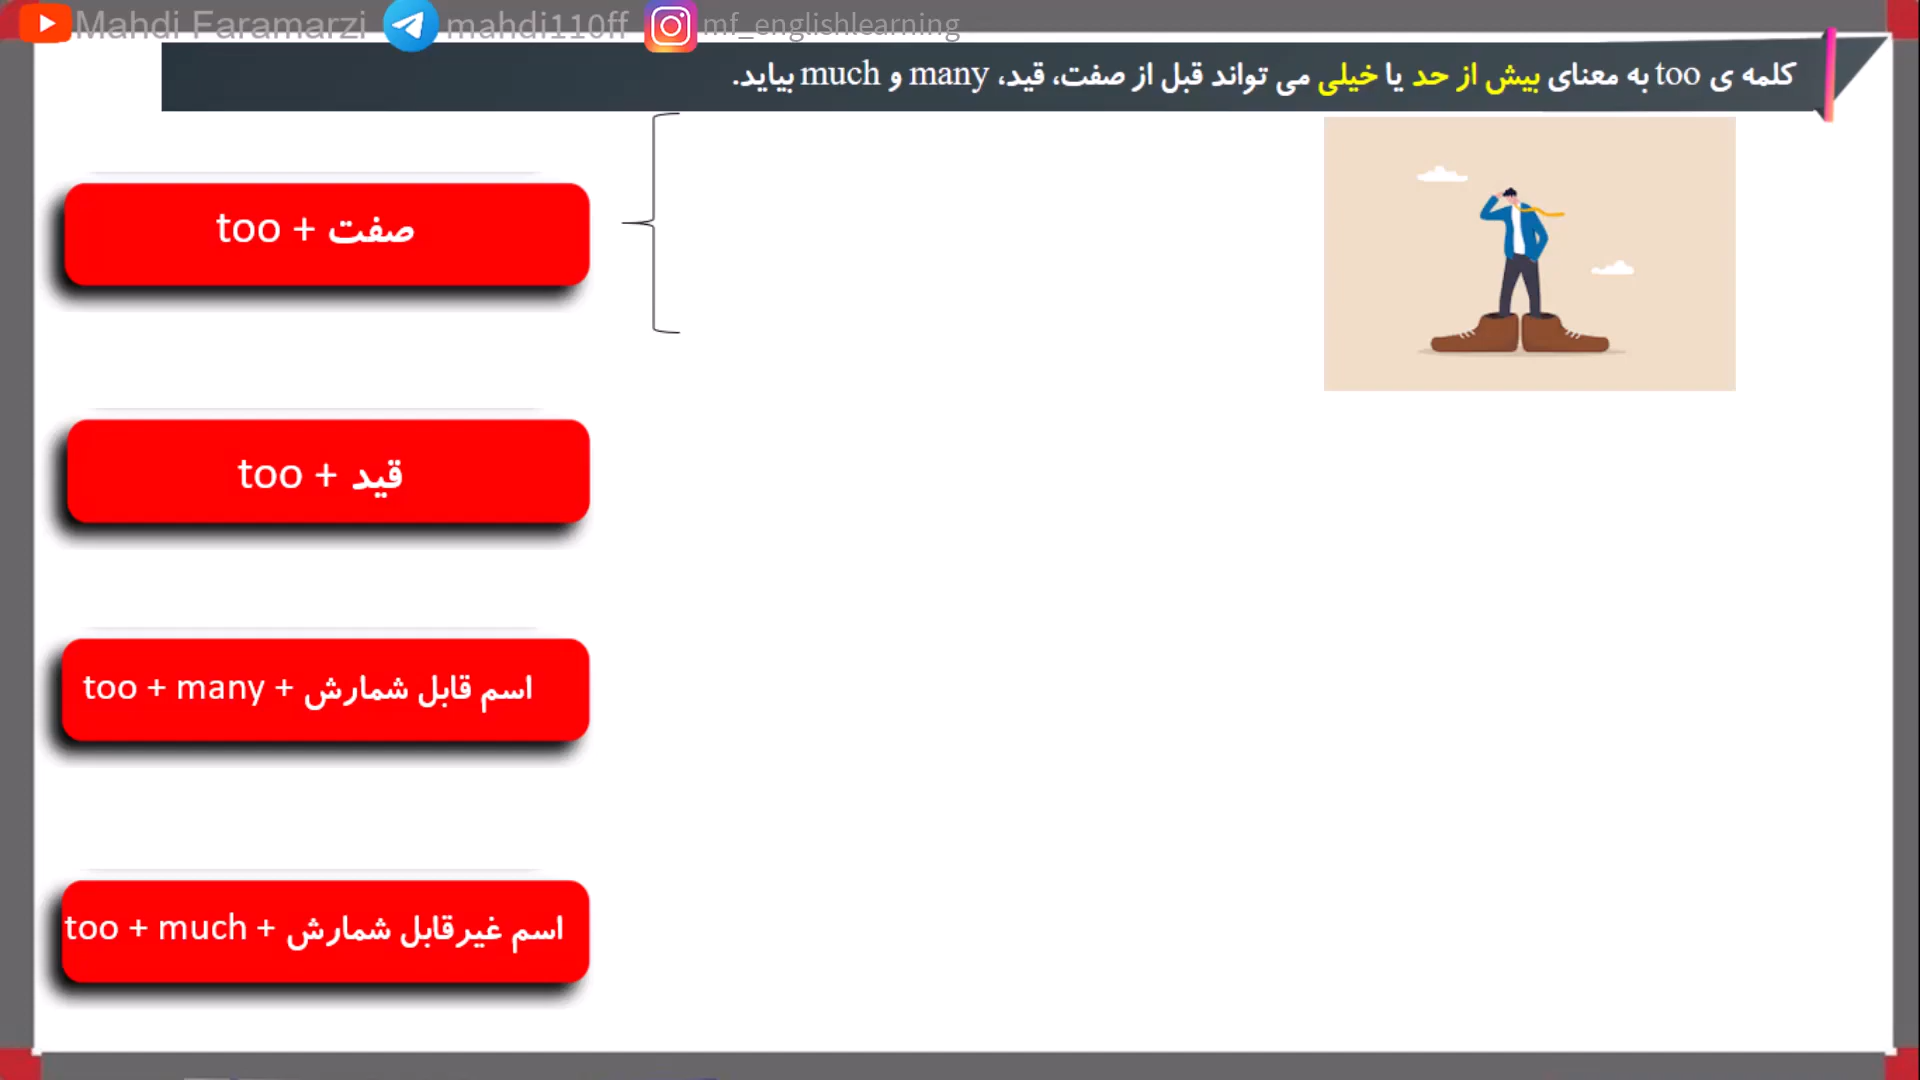 Mahdi Faramarzi mahdi110ff mf_englishlearning
کلمه ی too به معنای بیش از حد یا خیلی می تواند قبل از صفت، قید، many و much بیاید.
too + صفت
too + قید
too + many + اسم قابل شمارش
too + much + اسم غیرقابل شمارش